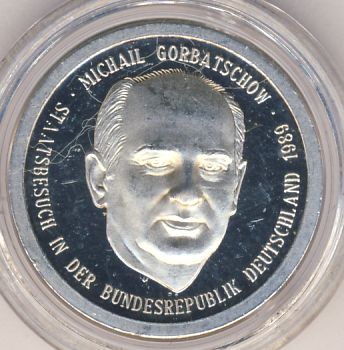 MICHAIL GORBATSCHOW
STAATSBESUCH IN DER BUNDESREPUBLIK DEUTSCHLAND 1989